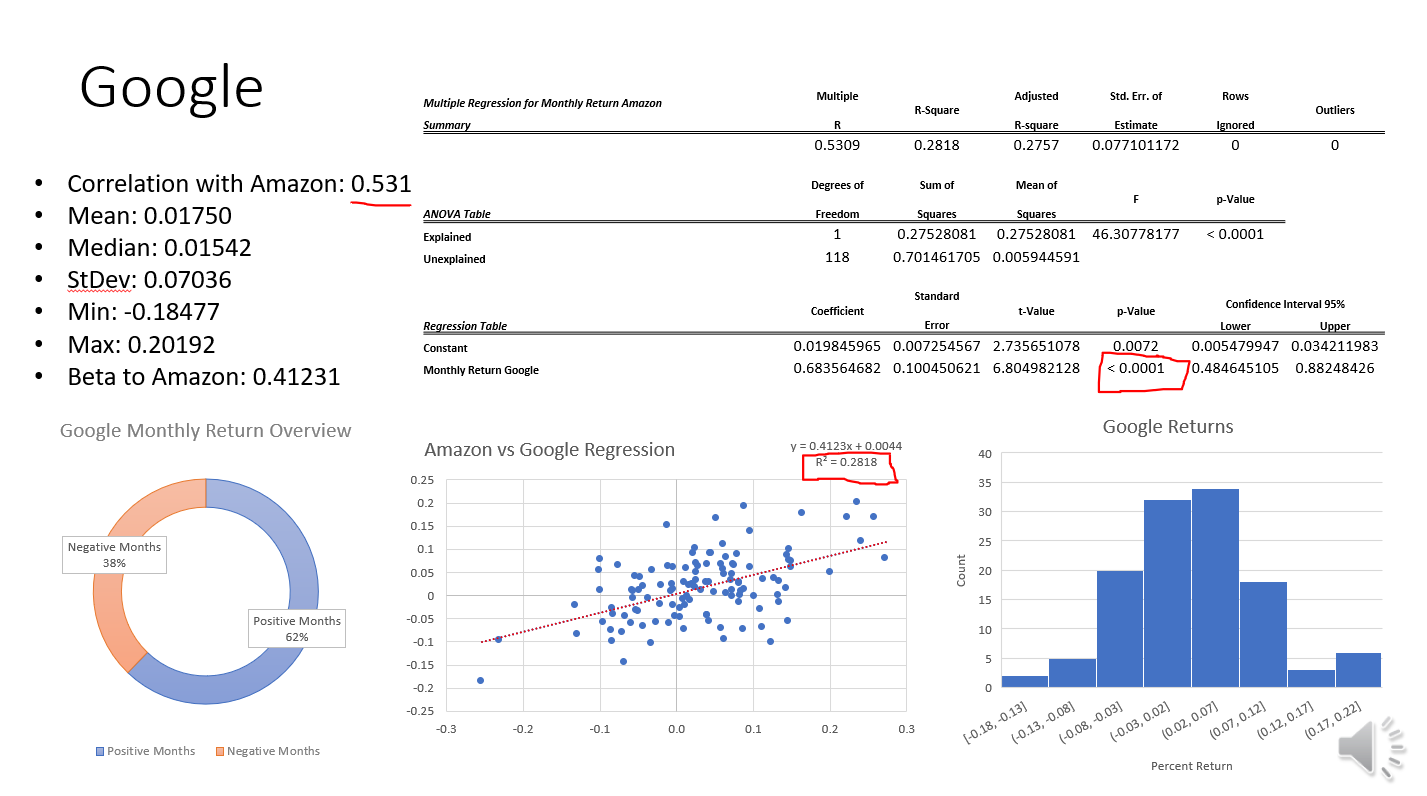 Google
• Correlation with Amazon: 0.531
• Mean: 0.01750
• Median: 0.01542
• StDev: 0.07036
• Min: -0.18477
• Max: 0.20192
• Beta to Amazon: 0.41231
Multiple Regression for Monthly Return Amazon
Summary
Multiple R R-Square Adjusted R-square Std. Err. of Estimate Rows Ignored Outliers
0.5309 0.2818 0.2757 0.077101172 0 0
ANOVA Table
Degrees of Freedom Sum of Squares Mean of Squares F p-Value
Explained 1 0.27528081 0.27528081 46.30778177 < 0.0001
Unexplained 118 0.701461705 0.005944591
Regression Table
Coefficient Standard Error t-Value p-Value Confidence Interval 95%
Lower Upper
Constant 0.019845965 0.007254567 2.735651078 0.0072 0.005479947 0.034211983
Monthly Return Google 0.683564682 0.100450621 6.804982128 < 0.0001 0.484645105 0.88248426
Google Monthly Return Overview
Negative Months
38%
Positive Months
62%
Positive Months Negative Months
Amazon vs Google Regression
y = 0.4123x + 0.0044
R² = 0.2818
0.25
0.2
0.15
0.1
0.05
0
-0.05
-0.1
-0.15
-0.2
-0.25
-0.3 -0.2 -0.1 0.0 0.1 0.2 0.3
Google Returns
Count
40
35
30
25
20
15
10
5
0
[-0.18, -0.13] (-0.13, -0.08] (-0.08, -0.03] (-0.03, 0.02] (0.02, 0.07] (0.07, 0.12] (0.12, 0.17] (0.17, 0.22]
Percent Return